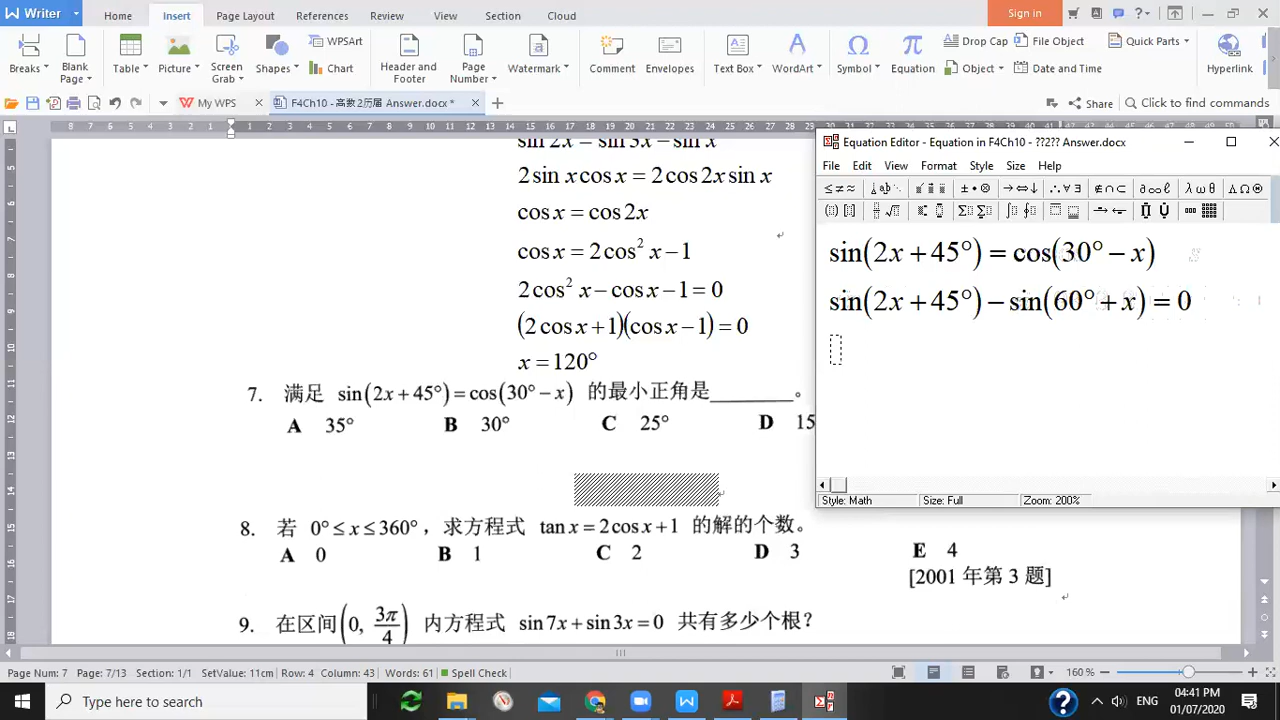 Writer Home Insert Page Layout References Review View Section Cloud Sign in
Breaks Blank Page Table Picture Screen Grab Shapes WPSArt Chart Header and Footer Page Number Watermark Comment Envelopes Text Box WordArt Symbol Equation Drop Cap Object File Object Date and Time Quick Parts Hyperlink
My WPS F4Ch10 - 高数 2历届 Answer.docx * Share Click to find commands
sin 2x = sin 3x − sin x
2 sin x cos x = 2 cos 2x sin x
cos x = cos 2x
cos x = 2 cos² x − 1
2 cos² x − cos x − 1 = 0
(2 cos x + 1)(cos x − 1) = 0
x = 120°
7. 满足 sin(2x + 45°) = cos(30° − x) 的最小正角是________。
A 35° B 30° C 25° D 15
8. 若 0° ≤ x ≤ 360°，求方程式 tan x = 2 cos x + 1 的解的个数。
A 0 B 1 C 2 D 3 E 4
[2001 年第 3 题]
9. 在区间 (0, 3π/4) 内方程式 sin 7x + sin 3x = 0 共有多少个根？
Equation Editor - Equation in F4Ch10 - ??2?? Answer.docx
File Edit View Format Style Size Help
sin(2x + 45°) = cos(30° − x)
sin(2x + 45°) − sin(60° + x) = 0
Style: Math Size: Full Zoom: 200%
Page Num: 7 Page: 7/13 Section: 1/1 SetValue: 11cm Row: 4 Column: 43 Words: 61 Spell Check 160 %
Type here to search ENG 04:41 PM
01/07/2020